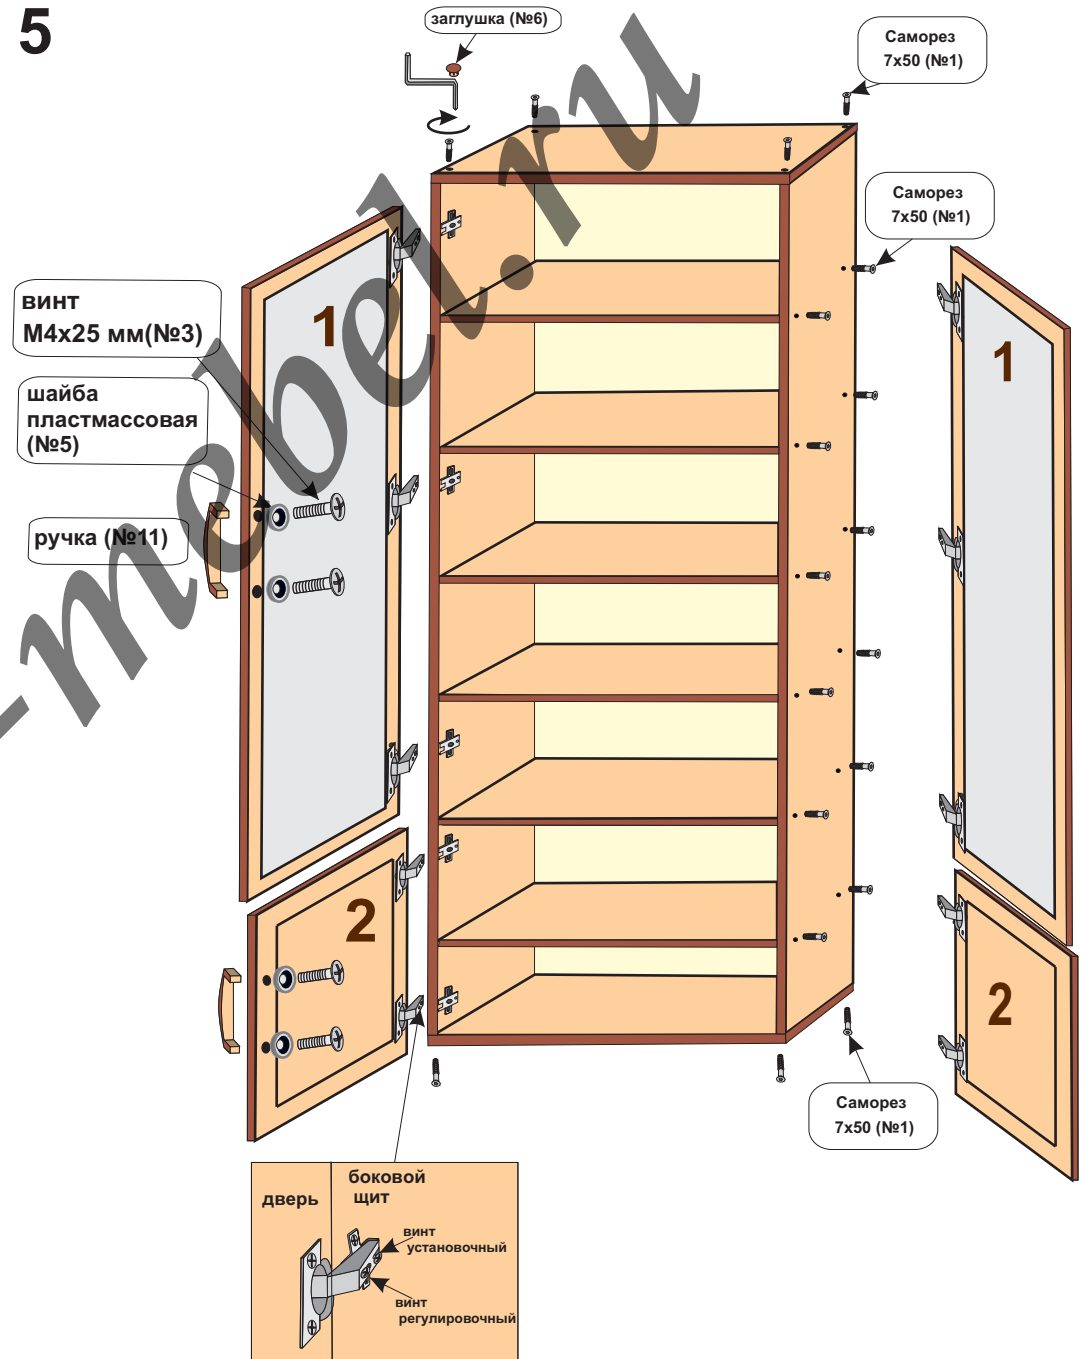 5
заглушка (№6)
Саморез
7х50 (№1)
Саморез
7х50 (№1)
винт
М4х25 мм(№3)
шайба
пластмассовая
(№5)
ручка (№11)
1
1
2
2
Саморез
7х50 (№1)
дверь
боковой
щит
винт
установочный
винт
регулировочный
-mebel.ru